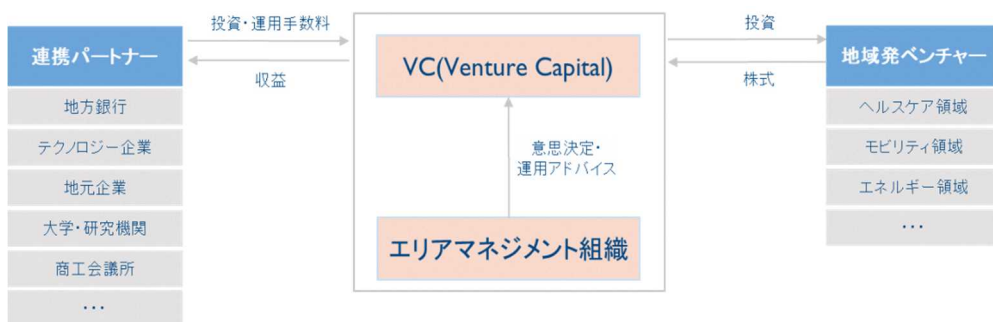 連携パートナー
地方銀行
テクノロジー企業
地元企業
大学・研究機関
商工会議所
・・・
投資・運用手数料
収益
VC(Venture Capital)
意思決定・
運用アドバイス
エリアマネジメント組織
投資
株式
地域発ベンチャー
ヘルスケア領域
モビリティ領域
エネルギー領域
・・・